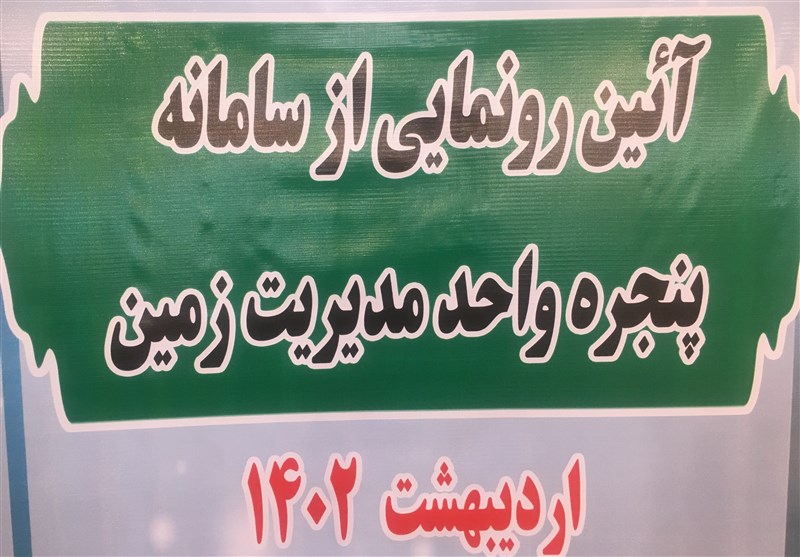 آئین رونمایی از سامانه
پنجره واحد مدیریت زمین
اردیبهشت ۱۴۰۲